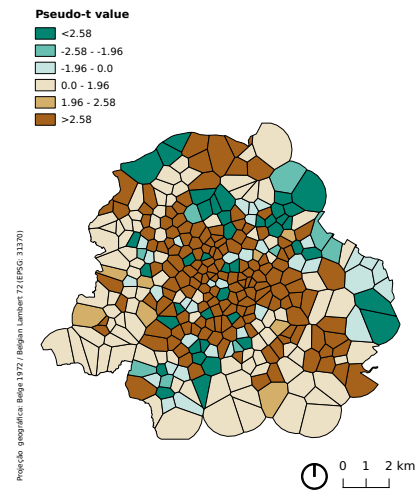 Pseudo-t value
<2.58
-2.58 - -1.96
-1.96 - 0.0
0.0 - 1.96
1.96 - 2.58
>2.58
Projeção geográfica: Belge 1972 / Belgian Lambert 72 (EPSG: 31370)
0 1 2 km